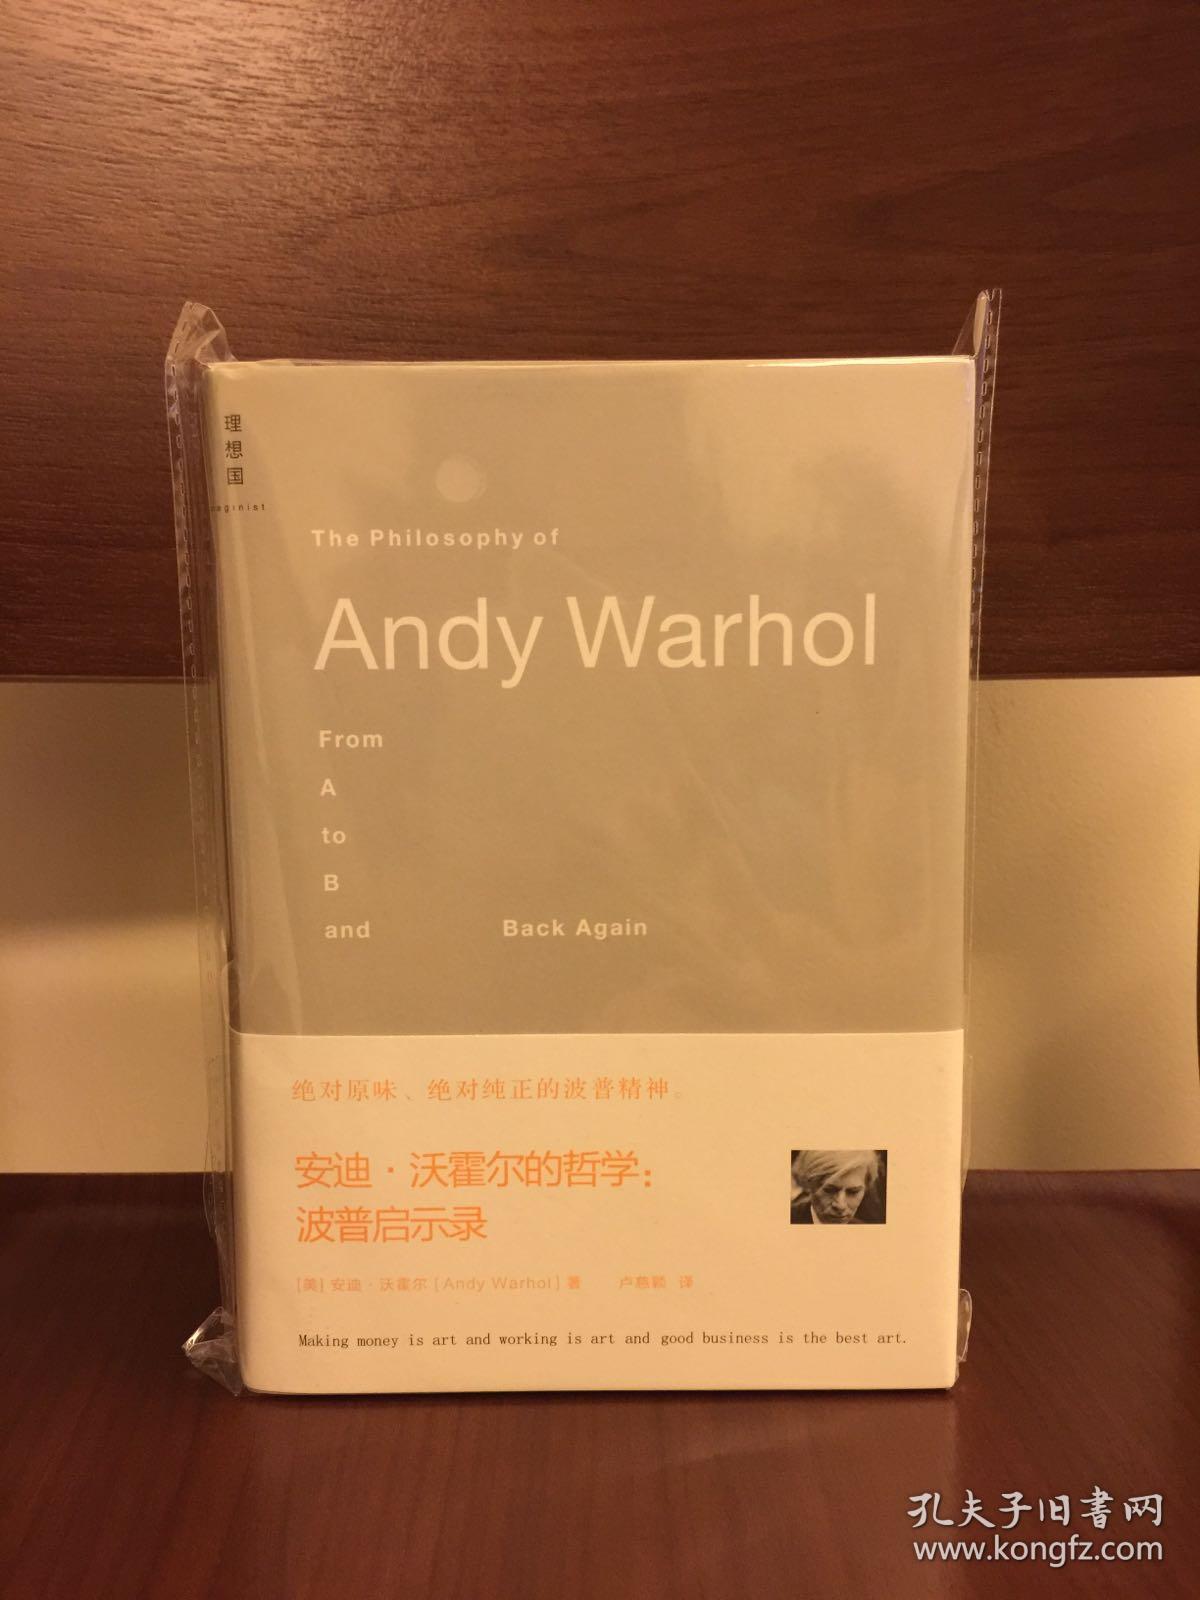 理
想
国
aginist
The Philosophy of
Andy Warhol
From
A
to
B
and Back Again
绝对原味、绝对纯正的波普精神。
安迪·沃霍尔的哲学：
波普启示录
[美] 安迪·沃霍尔 [Andy Warhol] 著 卢慈颖 译
Making money is art and working is art and good business is the best art.
孔夫子旧书网
www.kongfz.com